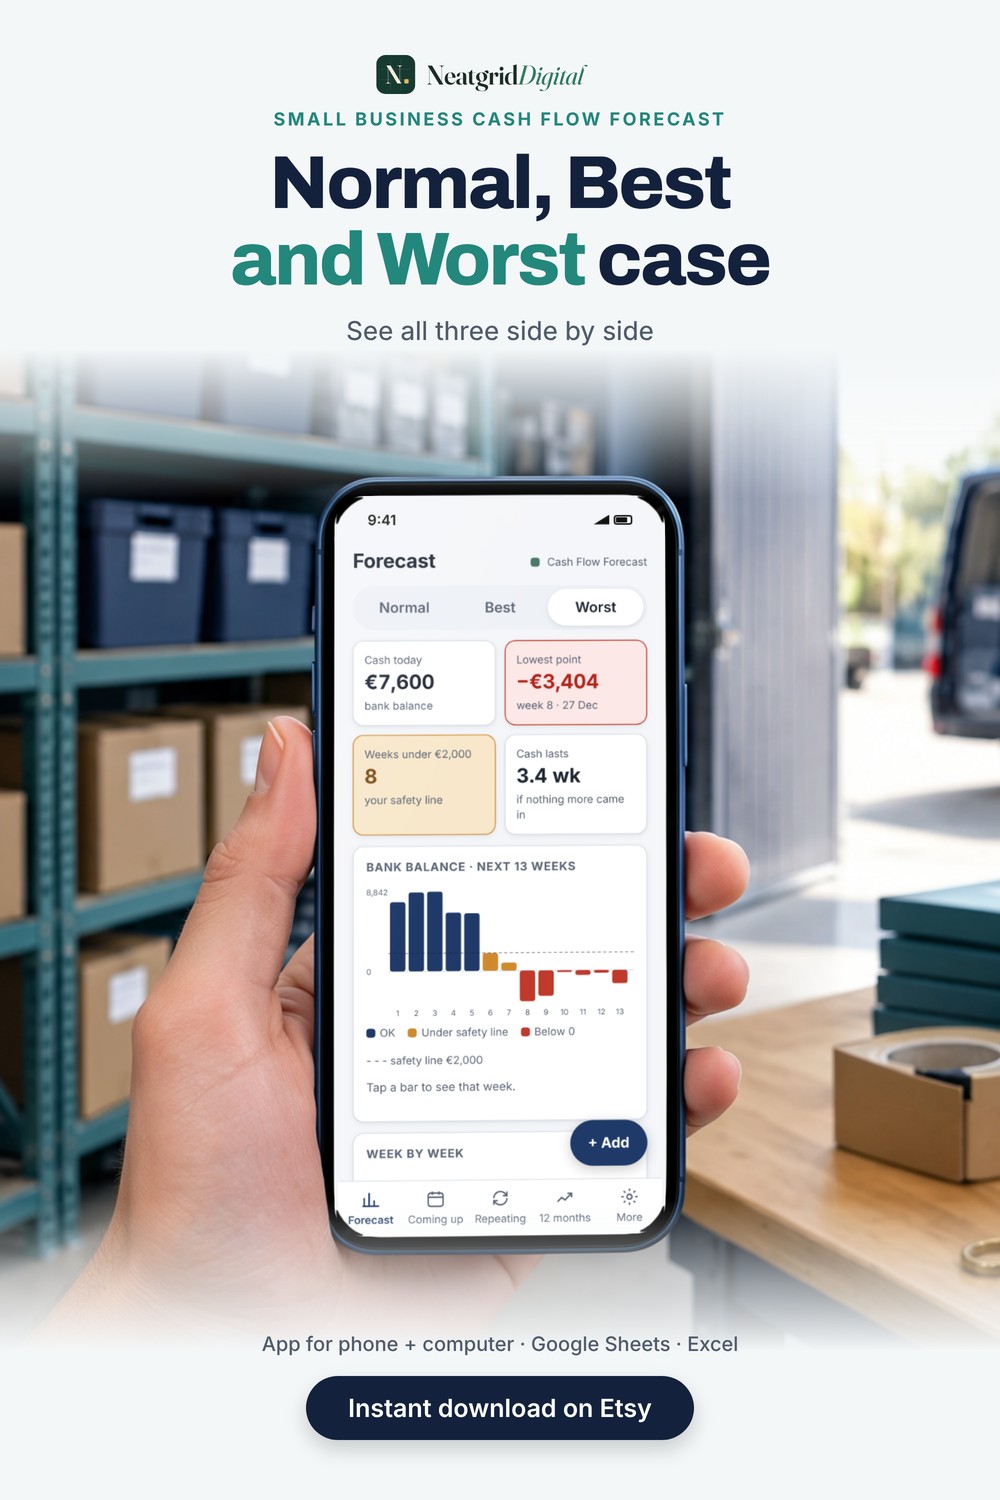 N.
NeatgridDigital
SMALL BUSINESS CASH FLOW FORECAST
Normal, Best
and Worst case
See all three side by side
9:41
Forecast
Cash Flow Forecast
Normal Best Worst
Cash today
€7,600
bank balance
Lowest point
−€3,404
week 8 · 27 Dec
Weeks under €2,000
8
your safety line
Cash lasts
3.4 wk
if nothing more came
in
BANK BALANCE · NEXT 13 WEEKS
8,842
0
1 2 3 4 5 6 7 8 9 10 11 12 13
OK Under safety line Below 0
- - - safety line €2,000
Tap a bar to see that week.
+ Add
WEEK BY WEEK
Forecast Coming up Repeating 12 months More
App for phone + computer · Google Sheets · Excel
Instant download on Etsy